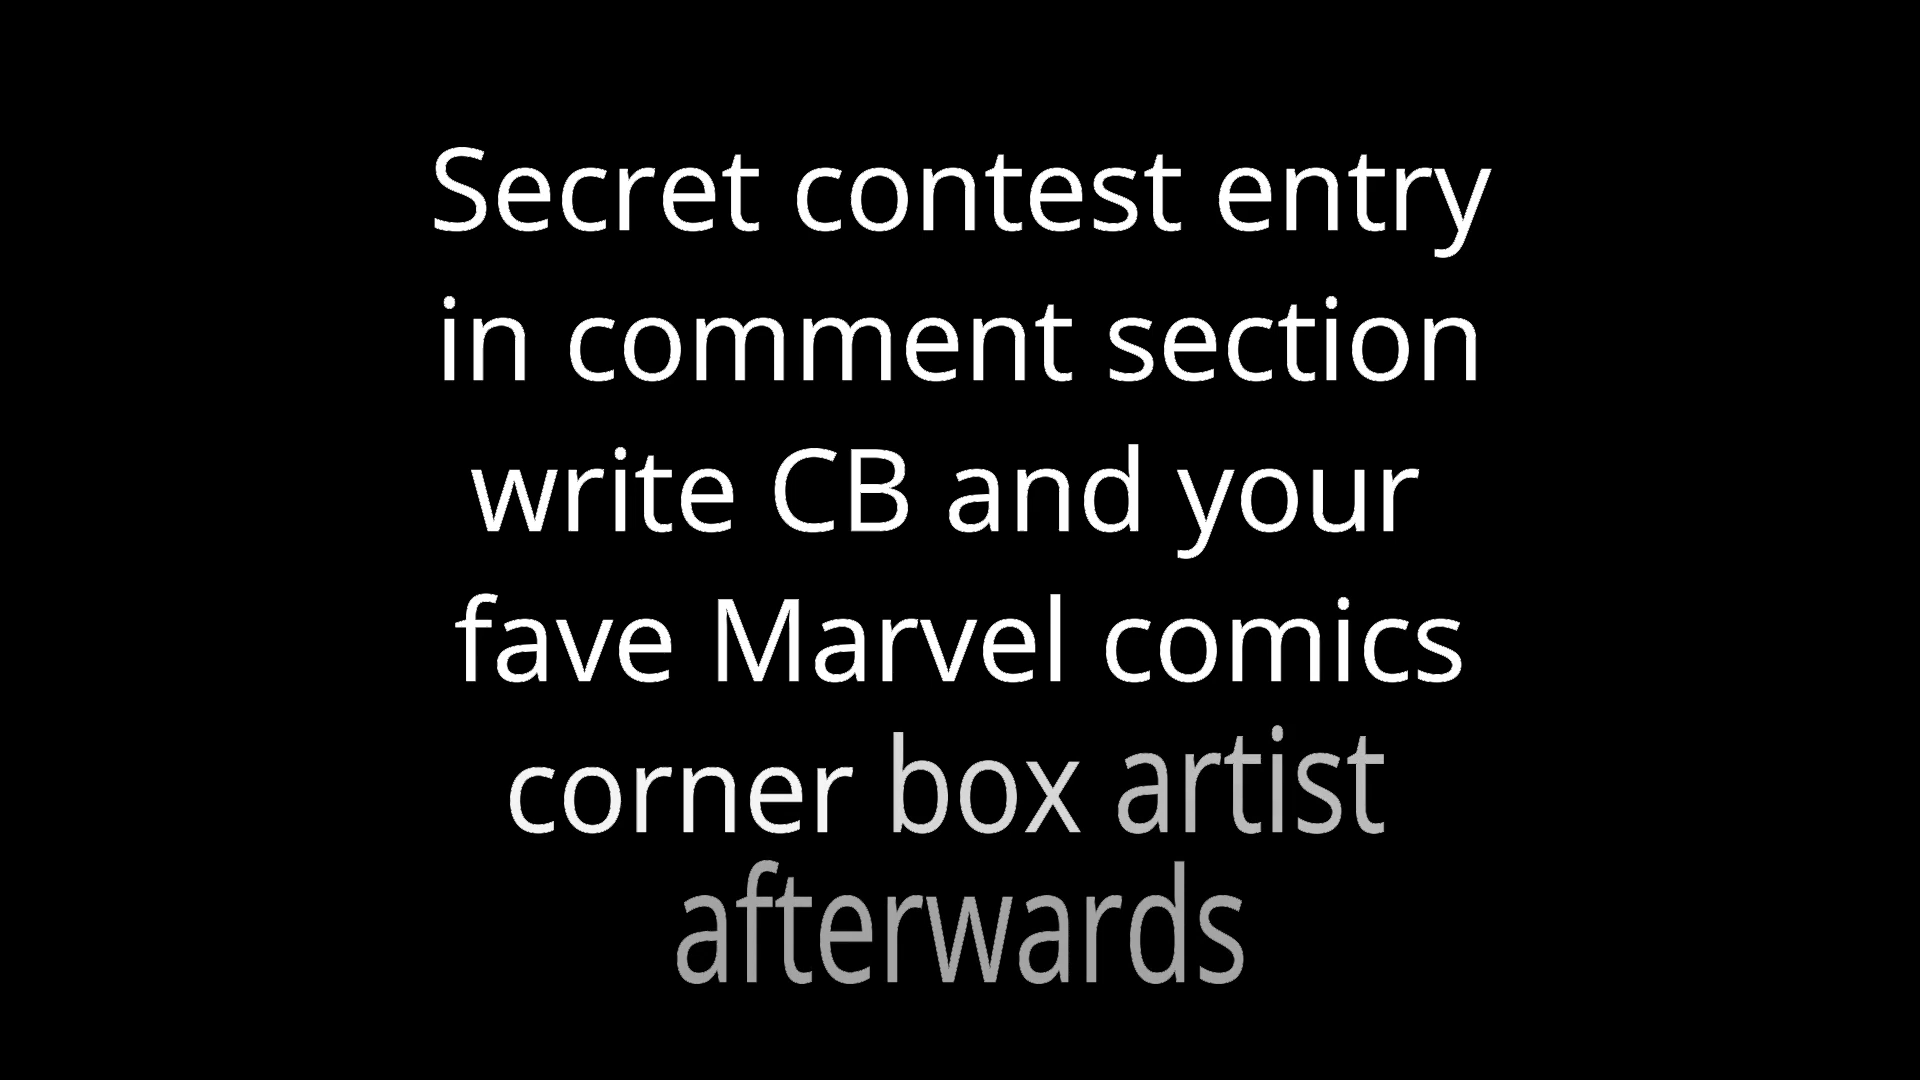 Secret contest entry
in comment section
write CB and your
fave Marvel comics
corner box artist
afterwards